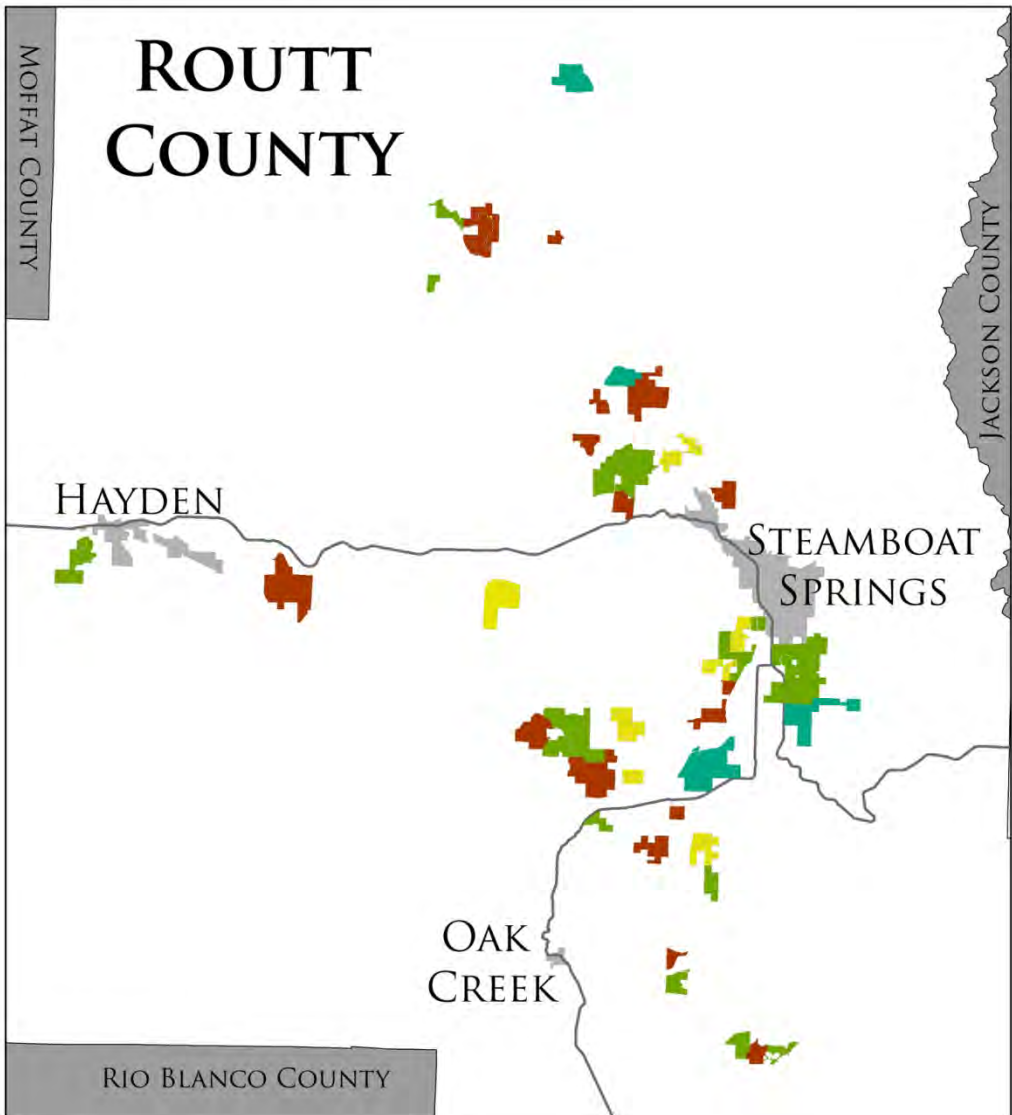 ROUTT
COUNTY
MOFFAT COUNTY
JACKSON COUNTY
HAYDEN
STEAMBOAT
SPRINGS
OAK
CREEK
RIO BLANCO COUNTY